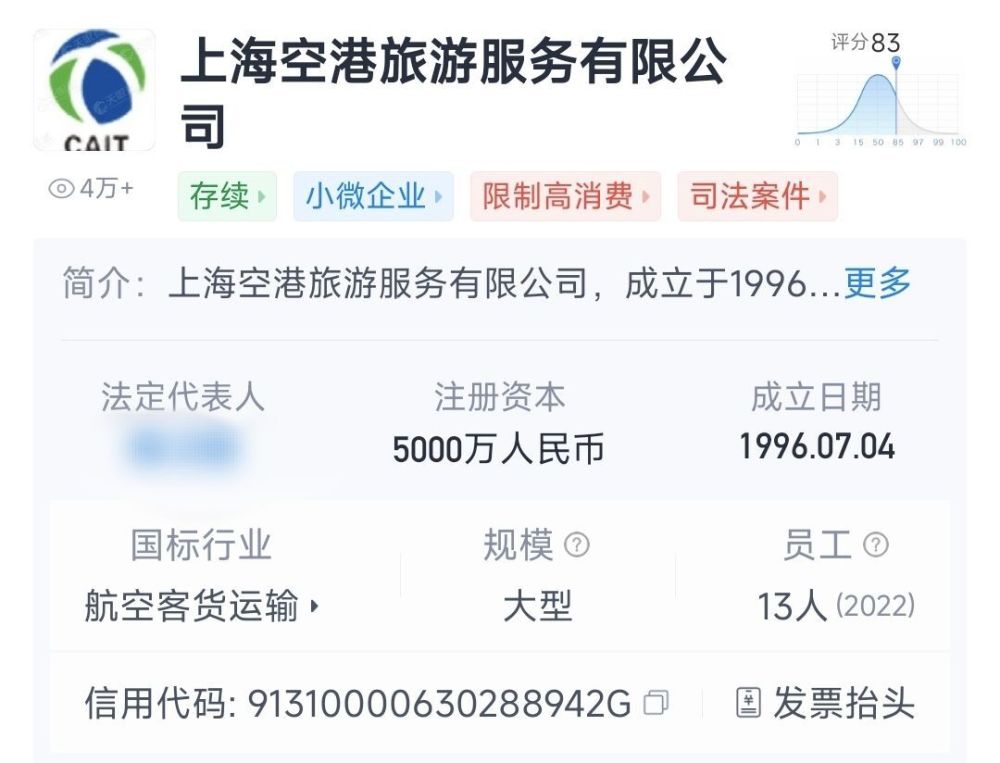 CAIT
上海空港旅游服务有限公
司
评分83
0 1 3 15 50 85 97 99 100
4万+
存续
小微企业
限制高消费
司法案件
简介：上海空港旅游服务有限公司，成立于1996...更多
法定代表人 注册资本 成立日期
5000万人民币 1996.07.04
国标行业 规模 员工
航空客货运输 大型 13人(2022)
信用代码: 91310000630288942G 发票抬头